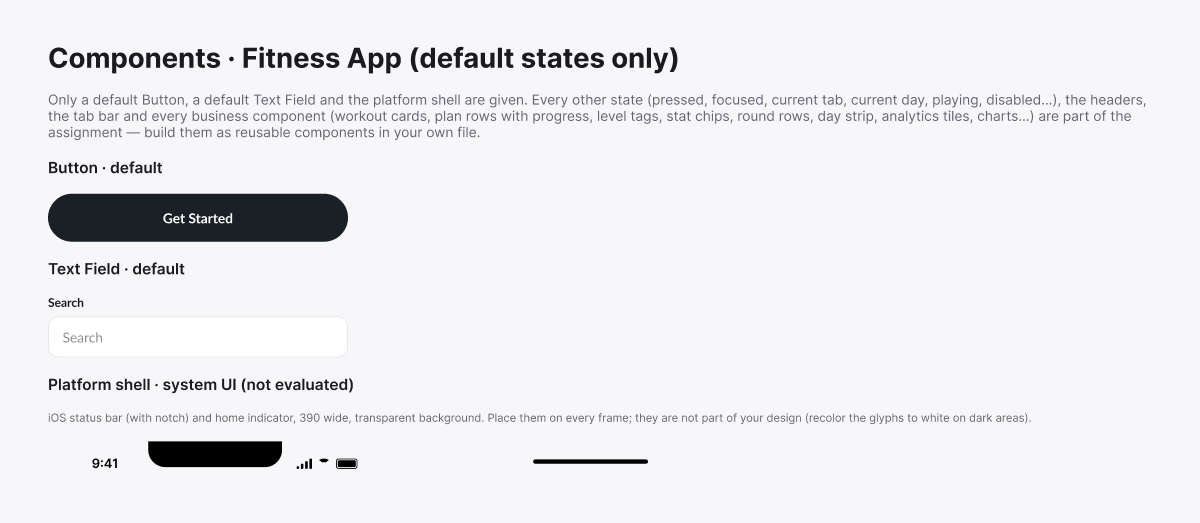 Components · Fitness App (default states only)
Only a default Button, a default Text Field and the platform shell are given. Every other state (pressed, focused, current tab, current day, playing, disabled...), the headers,
the tab bar and every business component (workout cards, plan rows with progress, level tags, stat chips, round rows, day strip, analytics tiles, charts...) are part of the
assignment — build them as reusable components in your own file.
Button · default
Get Started
Text Field · default
Search
Search
Platform shell · system UI (not evaluated)
iOS status bar (with notch) and home indicator, 390 wide, transparent background. Place them on every frame; they are not part of your design (recolor the glyphs to white on dark areas).
9:41